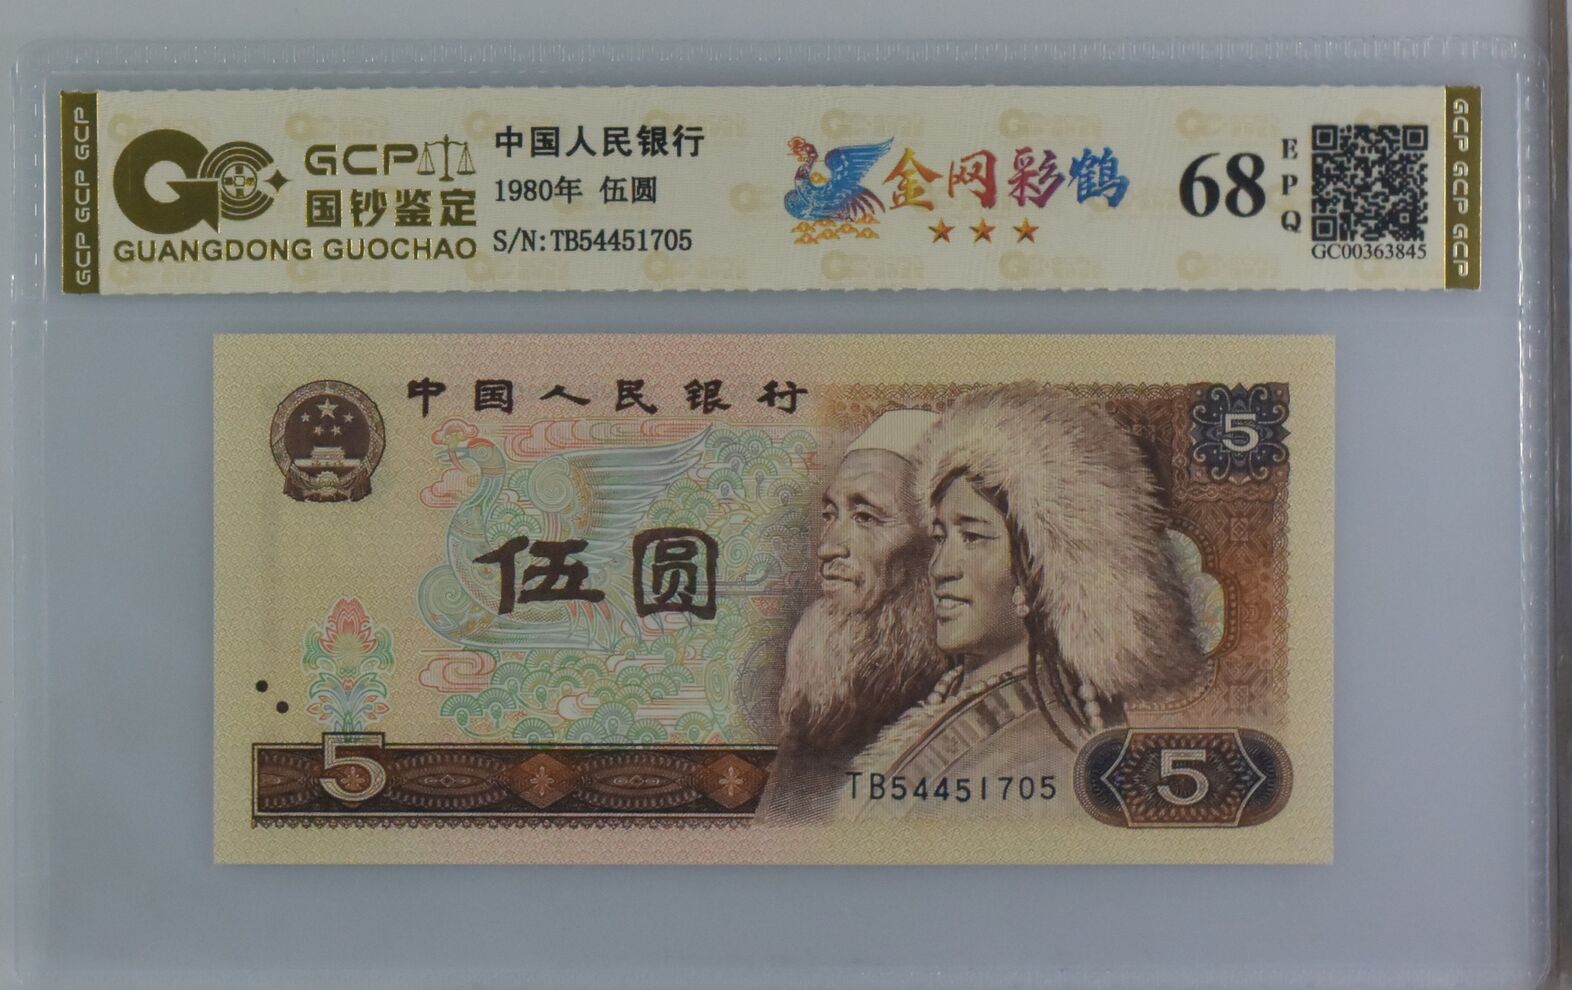 GCP GCP GCP
GCP
国钞鉴定
GUANGDONG GUOCHAO
中国人民银行
1980年 伍圆
S/N:TB54451705
金网彩鹤
68
EPQ
GC00363845
GCP GCP GCP
中国人民银行
5
伍圆
5
TB54451705
5